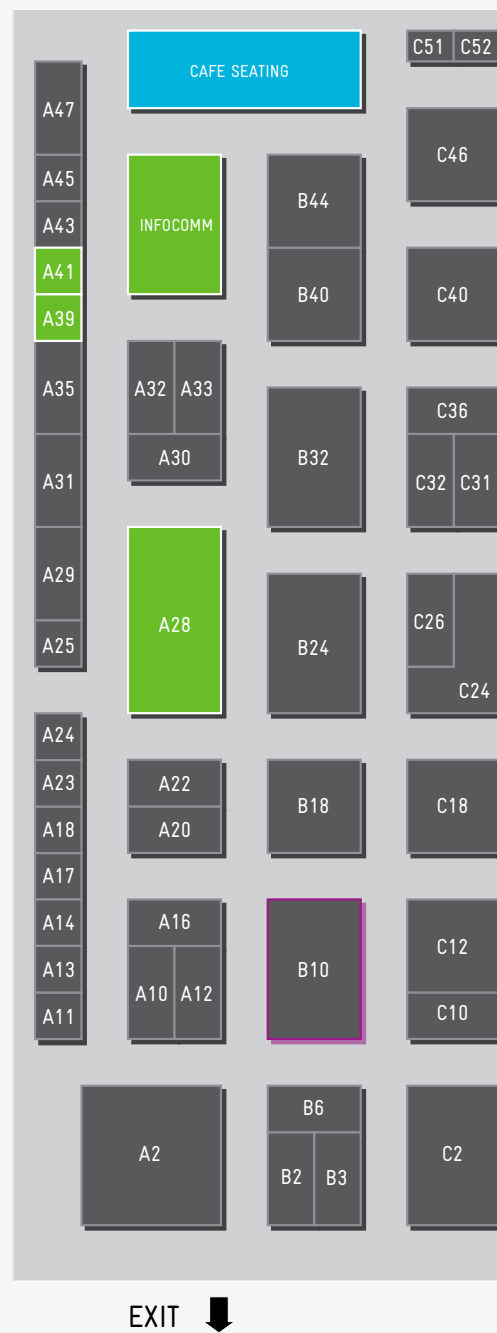 C51 C52
CAFE SEATING
A47
C46
A45
B44
A43
INFOCOMM
A41
B40
C40
A39
A35
A32 A33
C36
A30
B32
A31
C32 C31
A29
A28
C26
A25
B24
C24
A24
A23
A22
B18
C18
A18
A20
A17
A14
A16
C12
A13
B10
A10 A12
A11
C10
B6
A2
C2
B2 B3
EXIT